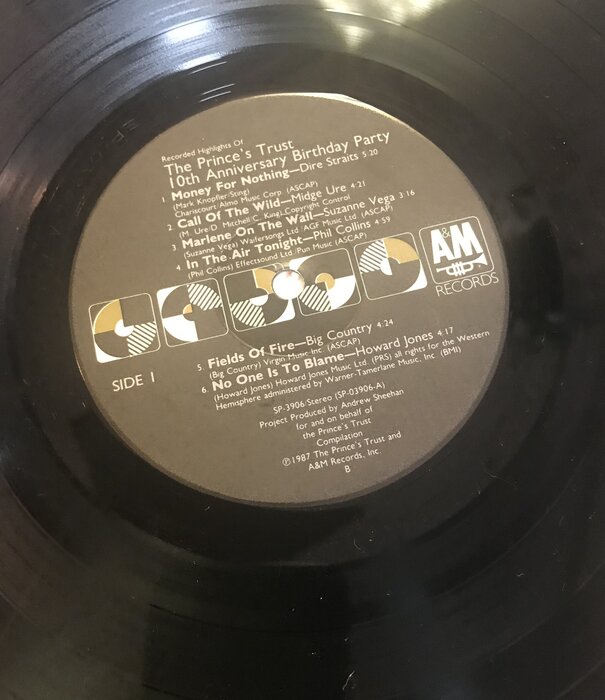 Recorded Highlights Of
The Prince's Trust
10th Anniversary Birthday Party
1 Money For Nothing—Dire Straits 5:20
(Mark Knopfler-Sting)
Chariscourt-Almo Music Corp. (ASCAP)
2 Call Of The Wild—Midge Ure 4:21
(M. Ure/D. Mitchell/C. King) Copyright Control
3 Marlene On The Wall—Suzanne Vega 3:16
(Suzanne Vega) Waifersongs Ltd./AGF Music Ltd. (ASCAP)
4 In The Air Tonight—Phil Collins 4:59
(Phil Collins) Effectsound Ltd./Pun Music (ASCAP)
A&M
RECORDS
SIDE 1
5. Fields Of Fire—Big Country 4:24
(Big Country) Virgin Music Inc. (ASCAP)
6. No One Is To Blame—Howard Jones 4:17
(Howard Jones) Howard Jones Music Ltd. (PRS) all rights for the Western
Hemisphere administered by Warner-Tamerlane Music, Inc. (BMI)
SP-3906/Stereo (SP-03906-A)
Project Produced by Andrew Sheehan
for and on behalf of
the Prince's Trust
Compilation
℗1987 The Prince's Trust and
A&M Records, Inc.
B